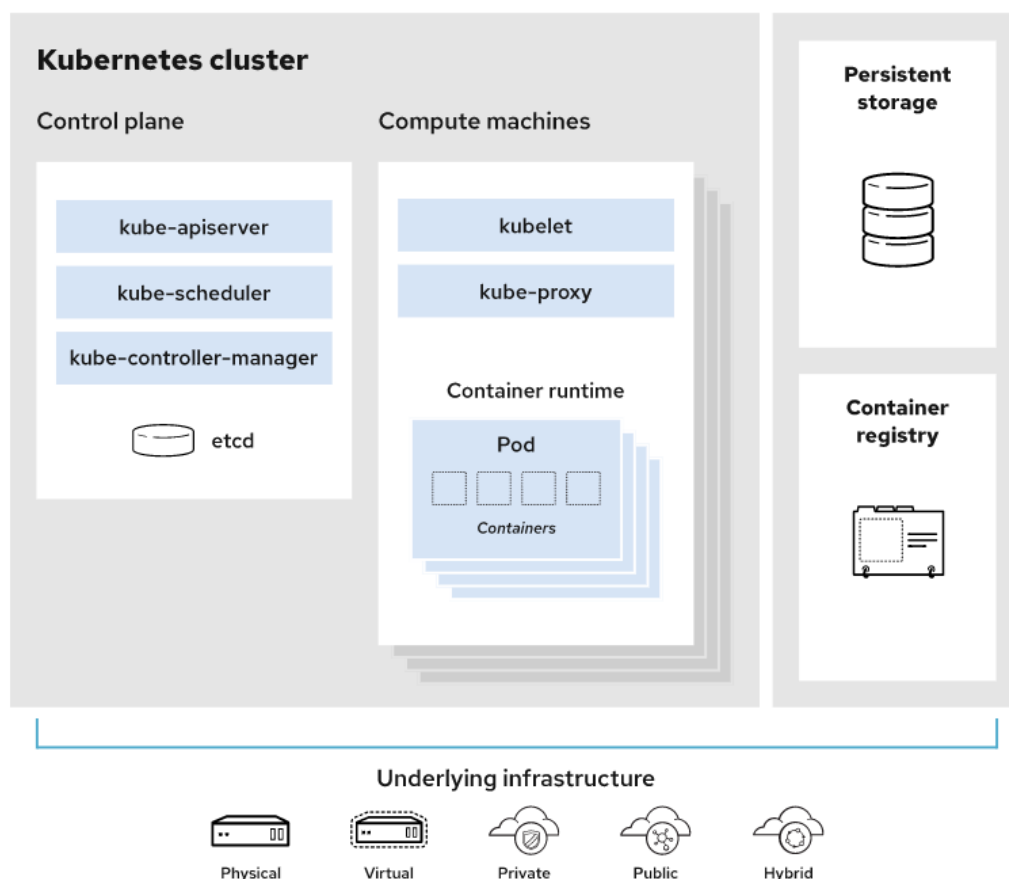 Kubernetes cluster
Control plane
kube-apiserver
kube-scheduler
kube-controller-manager
etcd
Compute machines
kubelet
kube-proxy
Container runtime
Pod
Containers
Persistent
storage
Container
registry
Underlying infrastructure
Physical
Virtual
Private
Public
Hybrid